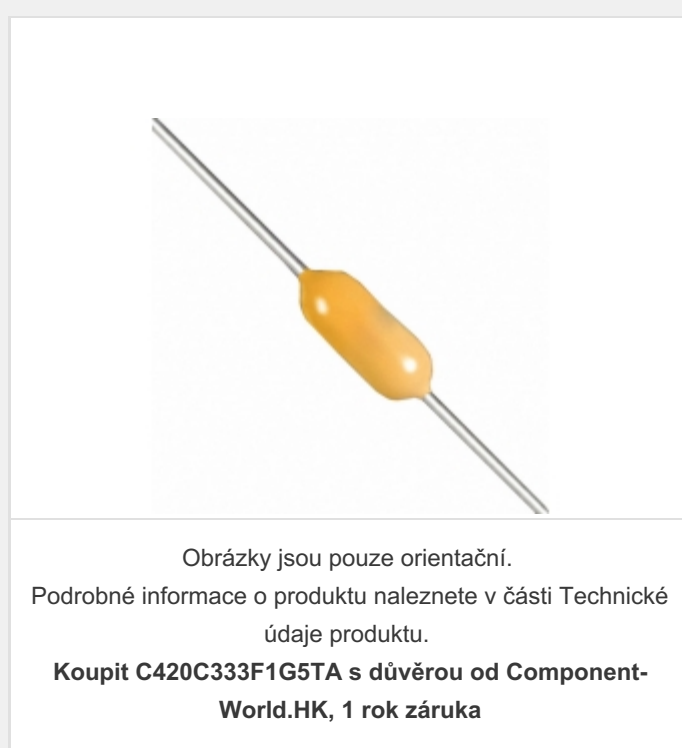 Obrázky jsou pouze orientační.
Podrobné informace o produktu naleznete v části Technické
údaje produktu.
Koupit C420C333F1G5TA s důvěrou od Component-
World.HK, 1 rok záruka